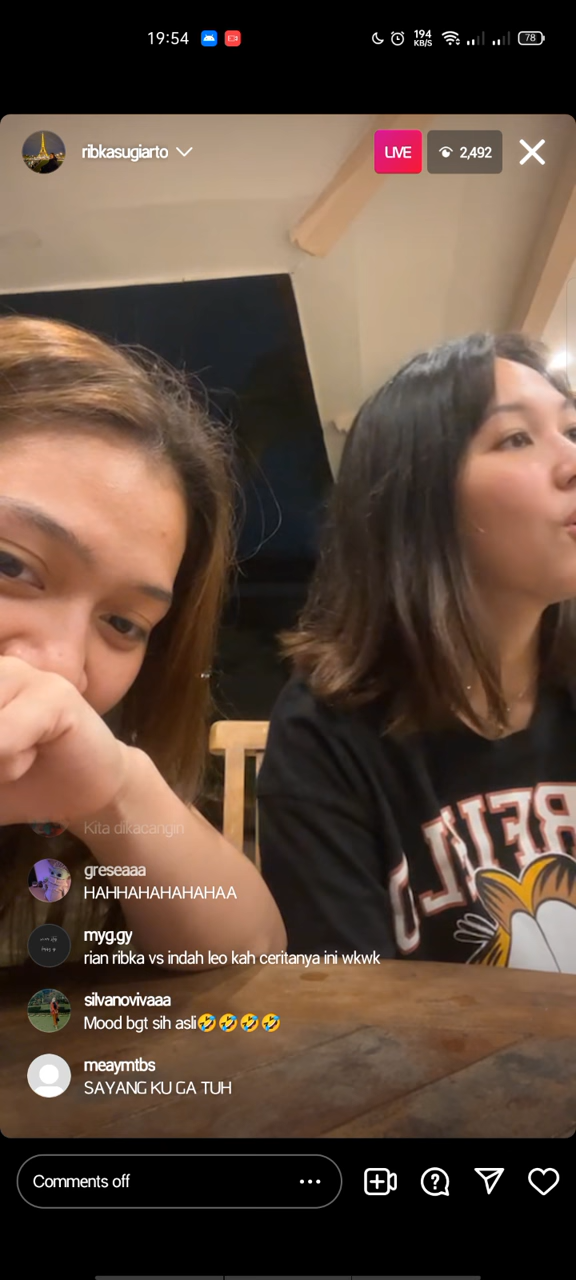 19:54
194
KB/S
78
ribkasugiarto
LIVE
2,492
Kita dikacangin
greseaaa
HAHHAHAHAHAHAA
myg.gy
rian ribka vs indah leo kah ceritanya ini wkwk
silvanovivaaa
Mood bgt sih asli🤣🤣🤣🤣
meaymtbs
SAYANG KU GA TUH
Comments off